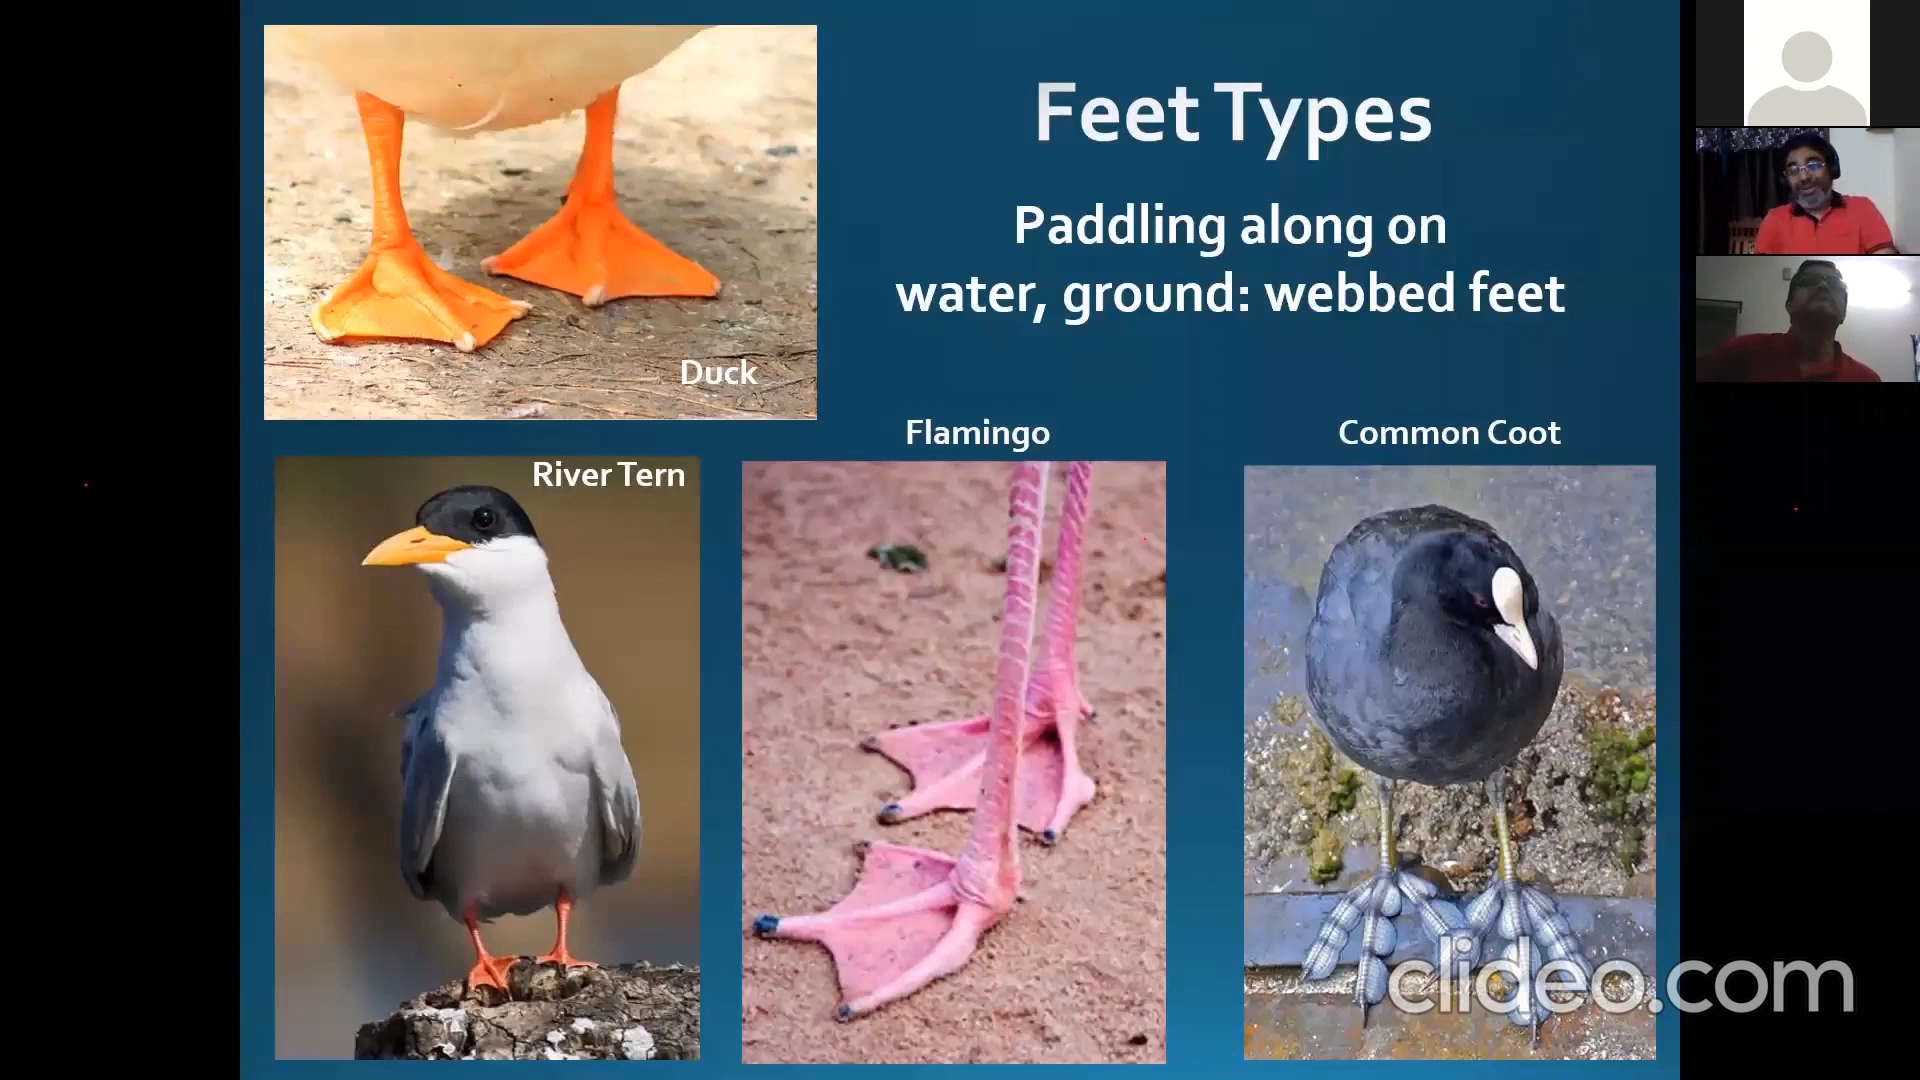 Feet Types
Paddling along on
water, ground: webbed feet
Duck
Flamingo
Common Coot
River Tern
clideo.com